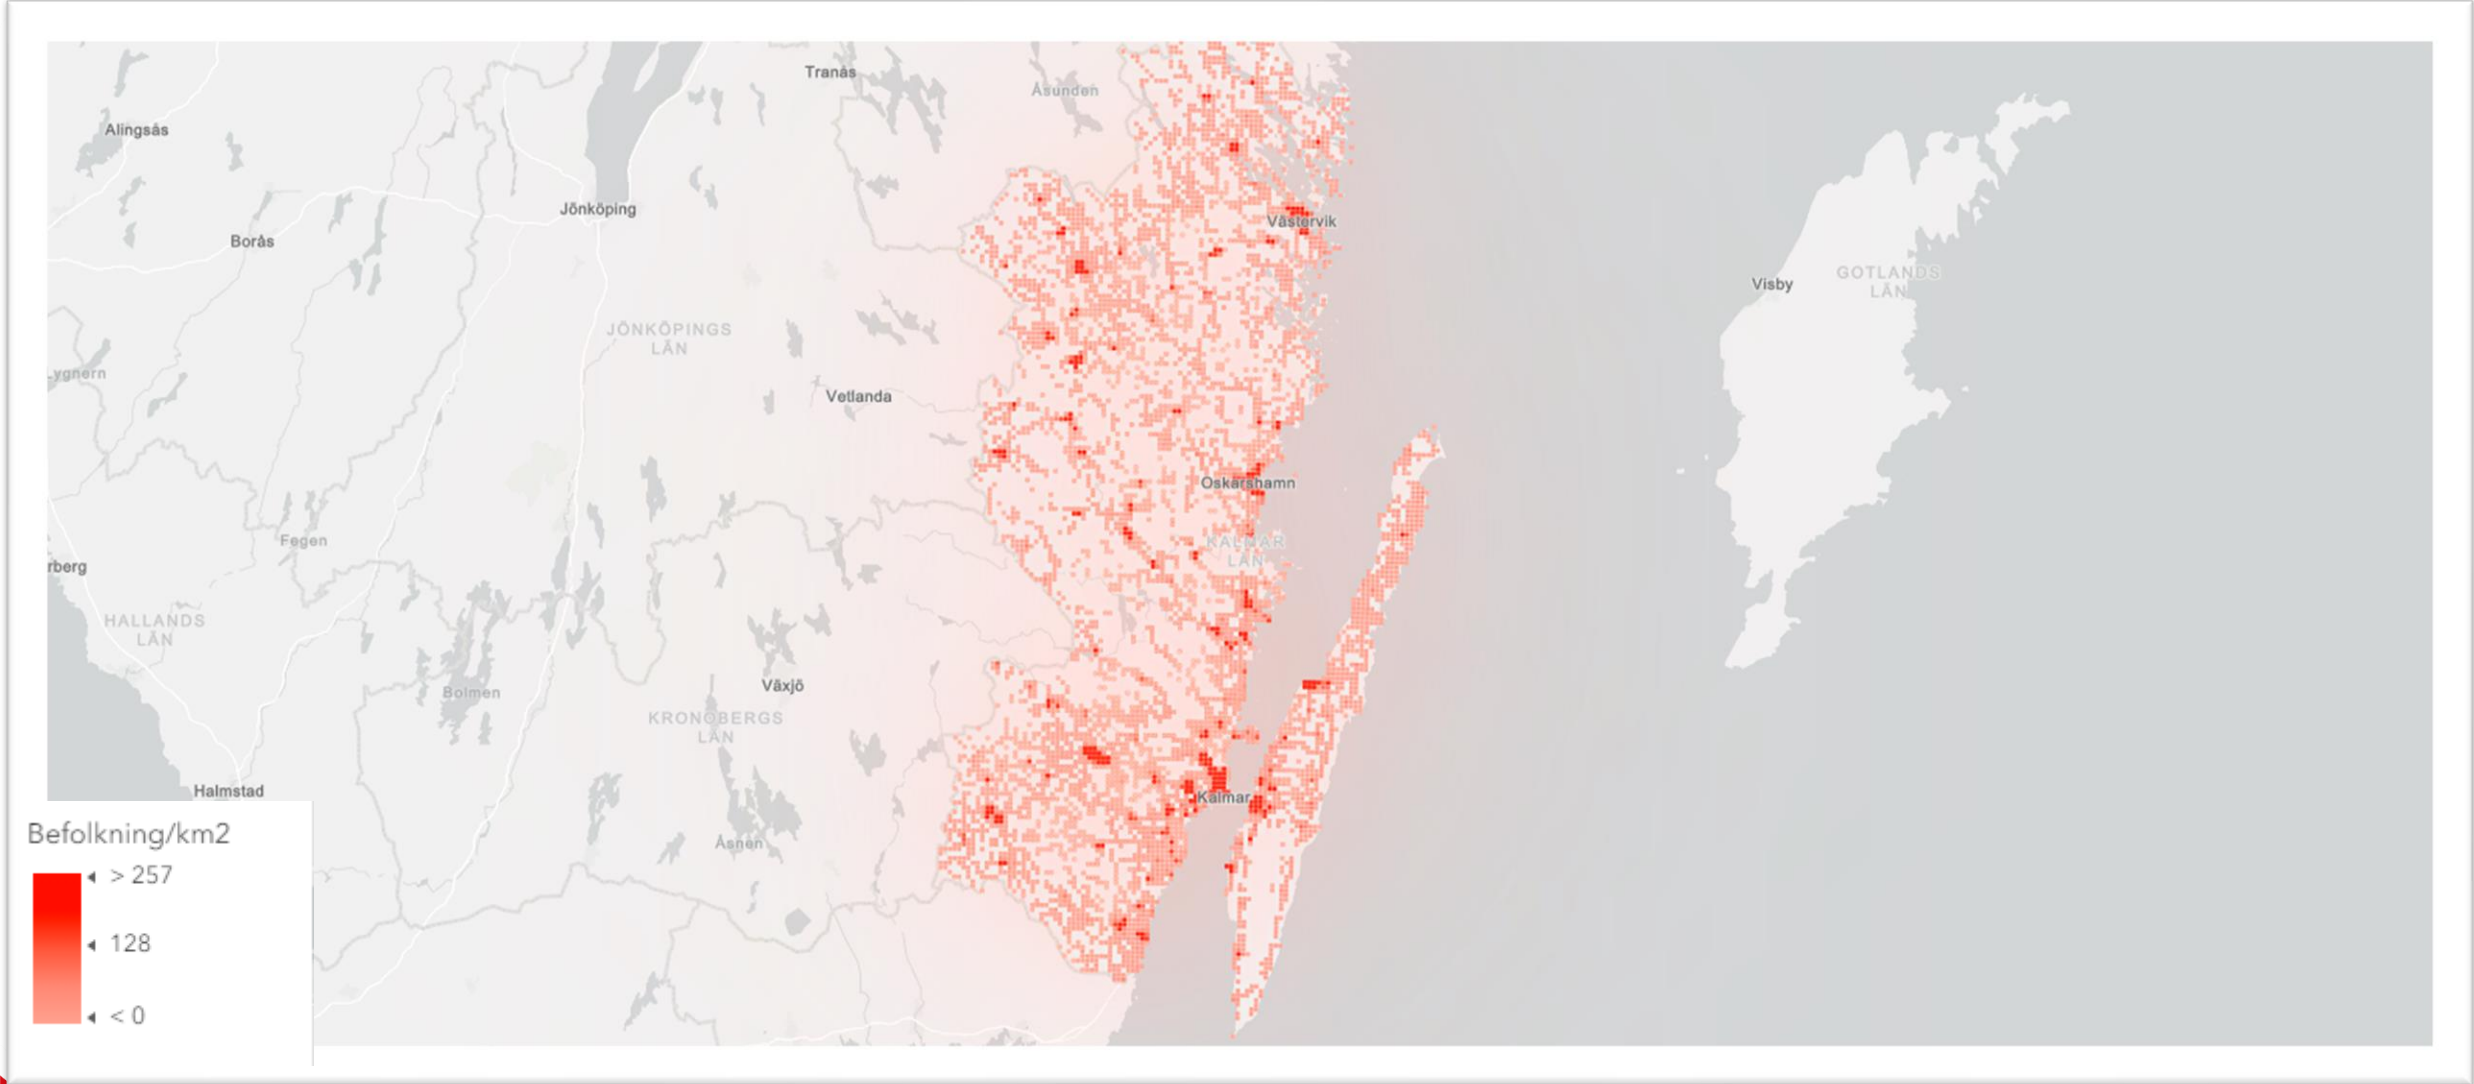 Tranås
Åsunden
Alingsås
Jönköping
Borås
Västervik
Visby
GOTLANDS
LÄN
JÖNKÖPINGS
LÄN
Lygnern
Vetlanda
Oskarshamn
Fegen
KALMAR
LÄN
rberg
HALLANDS
LÄN
Bolmen
Växjö
KRONOBERGS
LÄN
Halmstad
Kalmar
Åsnen
Befolkning/km2
> 257
128
< 0